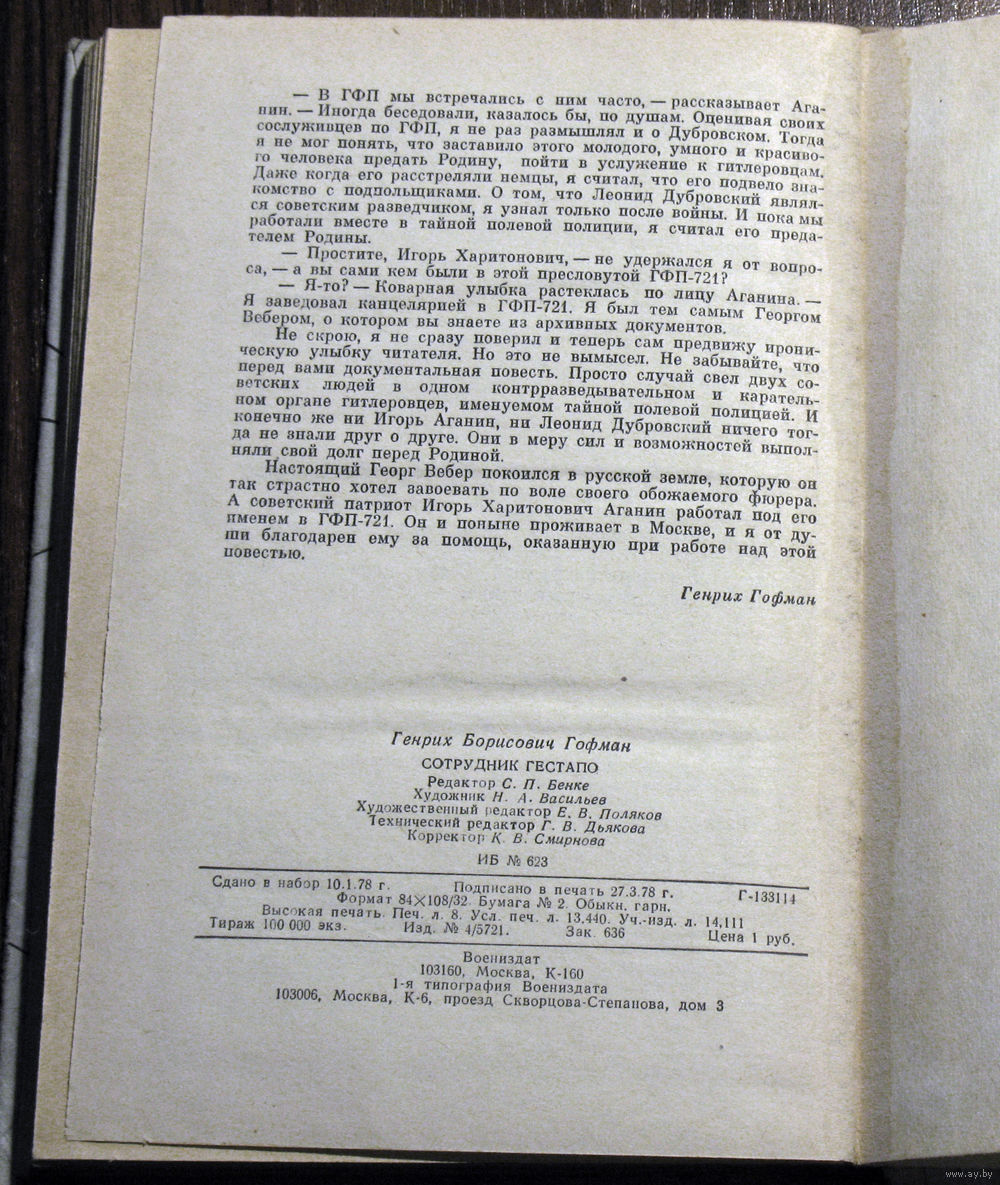 — В ГФП мы встречались с ним часто, — рассказывает Ага-
нин. — Иногда беседовали, казалось бы, по душам. Оценивая своих
сослуживцев по ГФП, я не раз размышлял и о Дубровском. Тогда
я не мог понять, что заставило этого молодого, умного и красиво-
го человека предать Родину, пойти в услужение к гитлеровцам.
Даже когда его расстреляли немцы, я считал, что его подвело зна-
комство с подпольщиками. О том, что Леонид Дубровский являл-
ся советским разведчиком, я узнал только после войны. И пока мы
работали вместе в тайной полевой полиции, я считал его преда-
телем Родины.
— Простите, Игорь Харитонович, — не удержался я от вопро-
са, — а вы сами кем были в этой пресловутой ГФП-721?
— Я-то? — Коварная улыбка растеклась по лицу Аганина. —
Я заведовал канцелярией в ГФП-721. Я был тем самым Георгом
Вебером, о котором вы знаете из архивных документов.
Не скрою, я не сразу поверил и теперь сам предвижу ирони-
ческую улыбку читателя. Но это не вымысел. Не забывайте, что
перед вами документальная повесть. Просто случай свел двух со-
ветских людей в одном контрразведывательном и каратель-
ном органе гитлеровцев, именуемом тайной полевой полицией. И
конечно же ни Игорь Аганин, ни Леонид Дубровский ничего тог-
да не знали друг о друге. Они в меру сил и возможностей выпол-
няли свой долг перед Родиной.
Настоящий Георг Вебер покоился в русской земле, которую он
так страстно хотел завоевать по воле своего обожаемого фюрера.
А советский патриот Игорь Харитонович Аганин работал под его
именем в ГФП-721. Он и поныне проживает в Москве, и я от ду-
ши благодарен ему за помощь, оказанную при работе над этой
повестью.
Генрих Гофман
Генрих Борисович Гофман
СОТРУДНИК ГЕСТАПО
Редактор С. П. Бенке
Художник Н. А. Васильев
Художественный редактор Е. В. Поляков
Технический редактор Г. В. Дьякова
Корректор К. В. Смирнова
ИБ № 623
Сдано в набор 10.1.78 г. Подписано в печать 27.3.78 г. Г-133114
Формат 84×108/32. Бумага № 2. Обыкн. гарн.
Высокая печать. Печ. л. 8. Усл. печ. л. 13,440. Уч.-изд. л. 14,111
Тираж 100 000 экз. Изд. № 4/5721. Зак. 636 Цена 1 руб.
Воениздат
103160, Москва, К-160
1-я типография Воениздата
103006, Москва, К-6, проезд Скворцова-Степанова, дом 3
www.ay.by